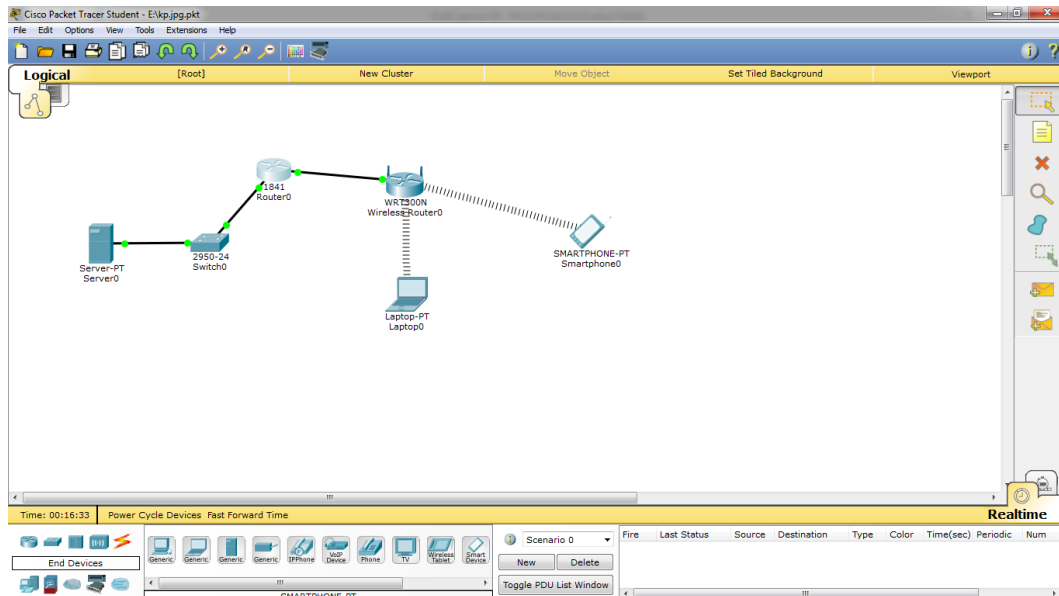 Cisco Packet Tracer Student - E:\kp.jpg.pkt
File Edit Options View Tools Extensions Help
Logical [Root] New Cluster Move Object Set Tiled Background Viewport
1841
Router0
WRT300N
Wireless Router0
SMARTPHONE-PT
Smartphone0
2950-24
Switch0
Server-PT
Server0
Laptop-PT
Laptop0
Time: 00:16:33 Power Cycle Devices Fast Forward Time Realtime
End Devices
Generic Generic Generic Generic IPPhone VoIP Device Phone TV Wireless Tablet Smart Device
Scenario 0
New Delete
Toggle PDU List Window
Fire Last Status Source Destination Type Color Time(sec) Periodic Num
SMARTPHONE-PT